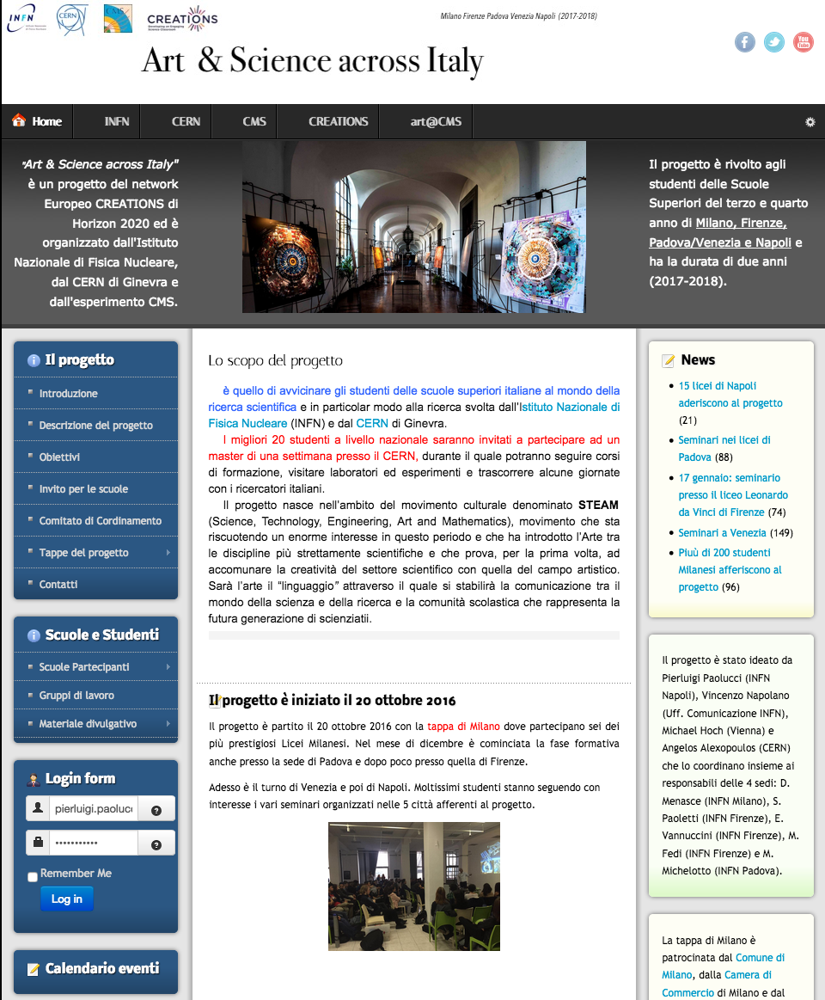 INFN
CERN
CMS
CREATIONS
Developing an Engaging
Science Classroom
Milano Firenze Padova Venezia Napoli (2017-2018)
Art & Science across Italy
You
Tube
Home
INFN
CERN
CMS
CREATIONS
art@CMS
"Art & Science across Italy"
è un progetto del network
Europeo CREATIONS di
Horizon 2020 ed è
organizzato dall'Istituto
Nazionale di Fisica Nucleare,
dal CERN di Ginevra e
dall'esperimento CMS.
Il progetto è rivolto agli
studenti delle Scuole
Superiori del terzo e quarto
anno di Milano, Firenze,
Padova/Venezia e Napoli e
ha la durata di due anni
(2017-2018).
Il progetto
Introduzione
Descrizione del progetto
Obiettivi
Invito per le scuole
Comitato di Cordinamento
Tappe del progetto
Contatti
Scuole e Studenti
Scuole Partecipanti
Gruppi di lavoro
Materiale divulgativo
Login form
pierluigi.paoluc
Remember Me
Log in
Calendario eventi
Lo scopo del progetto
è quello di avvicinare gli studenti delle scuole superiori italiane al mondo della
ricerca scientifica e in particolar modo alla ricerca svolta dall'Istituto Nazionale di
Fisica Nucleare (INFN) e dal CERN di Ginevra.
I migliori 20 studenti a livello nazionale saranno invitati a partecipare ad un
master di una settimana presso il CERN, durante il quale potranno seguire corsi
di formazione, visitare laboratori ed esperimenti e trascorrere alcune giornate
con i ricercatori italiani.
Il progetto nasce nell'ambito del movimento culturale denominato STEAM
(Science, Technology, Engineering, Art and Mathematics), movimento che sta
riscuotendo un enorme interesse in questo periodo e che ha introdotto l'Arte tra
le discipline più strettamente scientifiche e che prova, per la prima volta, ad
accomunare la creatività del settore scientifico con quella del campo artistico.
Sarà l'arte il "linguaggio" attraverso il quale si stabilirà la comunicazione tra il
mondo della scienza e della ricerca e la comunità scolastica che rappresenta la
futura generazione di scienziatii.
Il progetto è iniziato il 20 ottobre 2016
Il progetto è partito il 20 ottobre 2016 con la tappa di Milano dove partecipano sei dei
più prestigiosi Licei Milanesi. Nel mese di dicembre è cominciata la fase formativa
anche presso la sede di Padova e dopo poco presso quella di Firenze.
Adesso è il turno di Venezia e poi di Napoli. Moltissimi studenti stanno seguendo con
interesse i vari seminari organizzati nelle 5 città afferenti al progetto.
News
15 licei di Napoli
aderiscono al progetto
(21)
Seminari nei licei di
Padova (88)
17 gennaio: seminario
presso il liceo Leonardo
da Vinci di Firenze (74)
Seminari a Venezia (149)
Piuù di 200 studenti
Milanesi afferiscono al
progetto (96)
Il progetto è stato ideato da
Pierluigi Paolucci (INFN
Napoli), Vincenzo Napolano
(Uff. Comunicazione INFN),
Michael Hoch (Vienna) e
Angelos Alexopoulos (CERN)
che lo coordinano insieme ai
responsabili delle 4 sedi: D.
Menasce (INFN Milano), S.
Paoletti (INFN Firenze), E.
Vannuccini (INFN Firenze), M.
Fedi (INFN Firenze) e M.
Michelotto (INFN Padova).
La tappa di Milano è
patrocinata dal Comune di
Milano, dalla Camera di
Commercio di Milano e dal